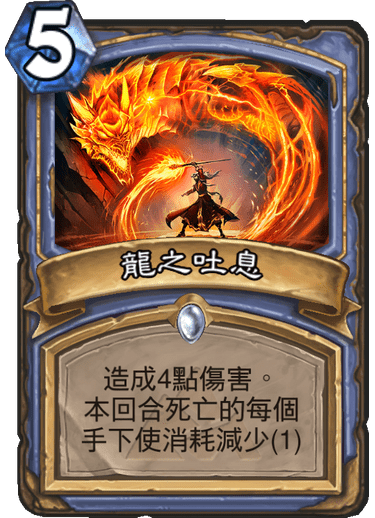 5
龍之吐息
造成4點傷害。
本回合死亡的每個
手下使消耗減少(1)